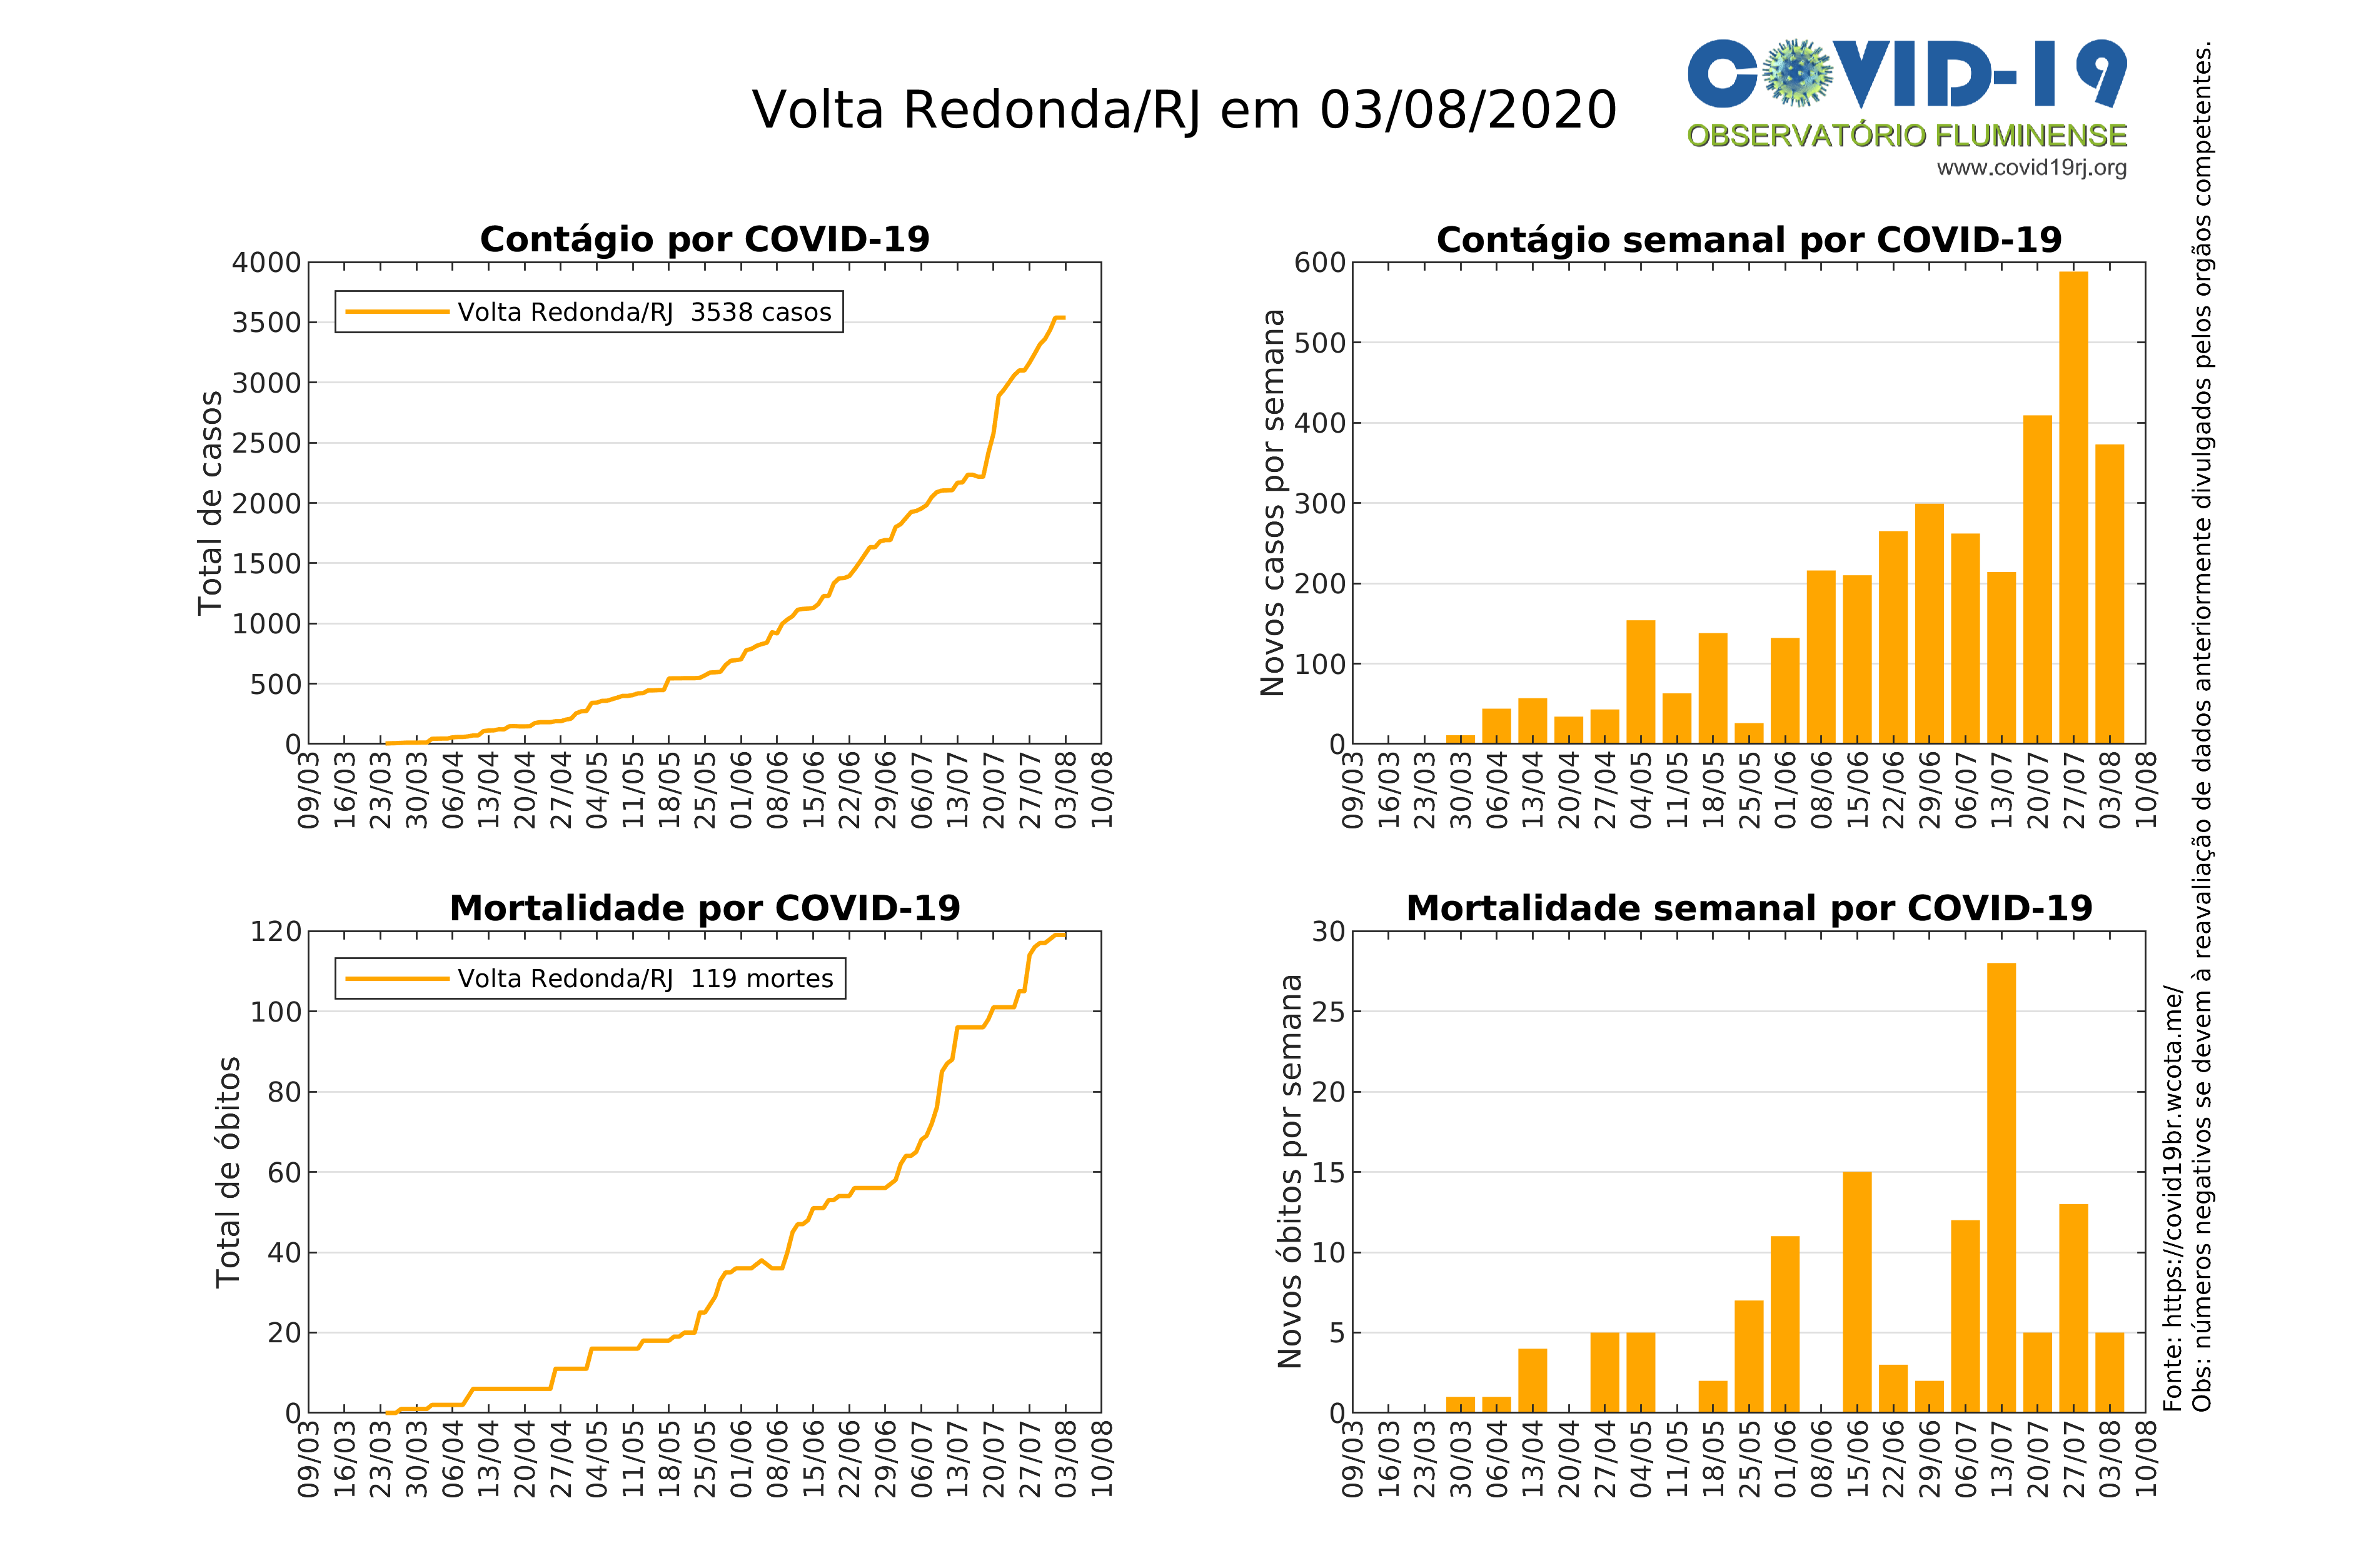 Volta Redonda/RJ em 03/08/2020
COVID-19
OBSERVATÓRIO FLUMINENSE
www.covid19rj.org
Contágio por COVID-19
Total de casos
4000
3500
3000
2500
2000
1500
1000
500
0
Volta Redonda/RJ 3538 casos
09/03 16/03 23/03 30/03 06/04 13/04 20/04 27/04 04/05 11/05 18/05 25/05 01/06 08/06 15/06 22/06 29/06 06/07 13/07 20/07 27/07 03/08 10/08
Contágio semanal por COVID-19
Novos casos por semana
600
500
400
300
200
100
0
09/03 16/03 23/03 30/03 06/04 13/04 20/04 27/04 04/05 11/05 18/05 25/05 01/06 08/06 15/06 22/06 29/06 06/07 13/07 20/07 27/07 03/08 10/08
Mortalidade por COVID-19
Total de óbitos
120
100
80
60
40
20
0
Volta Redonda/RJ 119 mortes
09/03 16/03 23/03 30/03 06/04 13/04 20/04 27/04 04/05 11/05 18/05 25/05 01/06 08/06 15/06 22/06 29/06 06/07 13/07 20/07 27/07 03/08 10/08
Mortalidade semanal por COVID-19
Novos óbitos por semana
30
25
20
15
10
5
0
09/03 16/03 23/03 30/03 06/04 13/04 20/04 27/04 04/05 11/05 18/05 25/05 01/06 08/06 15/06 22/06 29/06 06/07 13/07 20/07 27/07 03/08 10/08
Fonte: https://covid19br.wcota.me/
Obs: números negativos se devem à reavaliação de dados anteriormente divulgados pelos orgãos competentes.